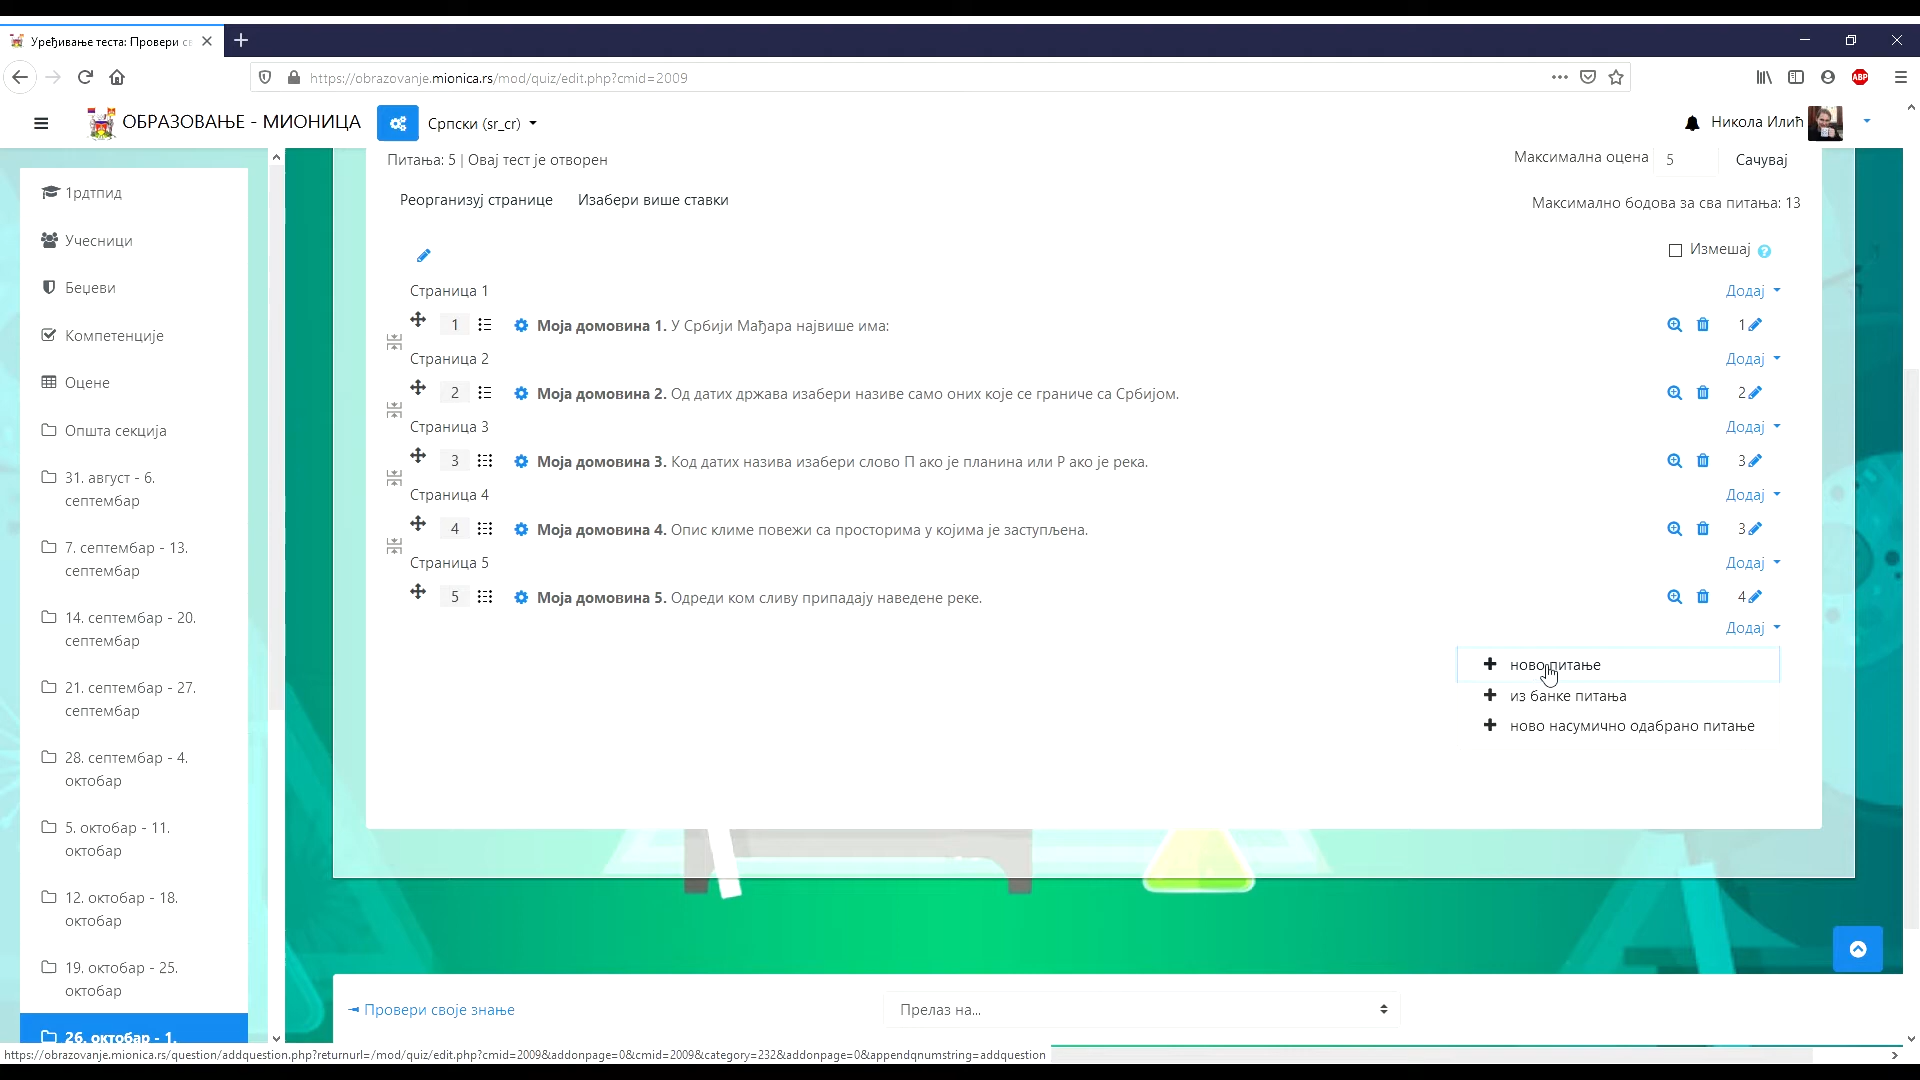 Уређивање теста: Провери св
https://obrazovanje.mionica.rs/mod/quiz/edit.php?cmid=2009
ABP
ОБРАЗОВАЊЕ - МИОНИЦА
Српски (sr_cr)
Никола Илић
Питања: 5 | Овај тест је отворен
Максимална оцена 5 Сачувај
Реорганизуј странице Изабери више ставки
Максимално бодова за сва питања: 13
Измешај
Страница 1 Додај
1 Моја домовина 1. У Србији Мађара највише има: 1
Страница 2 Додај
2 Моја домовина 2. Од датих држава изабери називе само оних које се граниче са Србијом. 2
Страница 3 Додај
3 Моја домовина 3. Код датих назива изабери слово П ако је планина или Р ако је река. 3
Страница 4 Додај
4 Моја домовина 4. Опис климе повежи са просторима у којима је заступљена. 3
Страница 5 Додај
5 Моја домовина 5. Одреди ком сливу припадају наведене реке. 4
Додај
ново питање
из банке питања
ново насумично одабрано питање
1рдтпид
Учесници
Беџеви
Компетенције
Оцене
Општа секција
31. август - 6.
септембар
7. септембар - 13.
септембар
14. септембар - 20.
септембар
21. септембар - 27.
септембар
28. септембар - 4.
октобар
5. октобар - 11.
октобар
12. октобар - 18.
октобар
19. октобар - 25.
октобар
26. октобар - 1.
◄ Провери своје знање
Прелаз на...
https://obrazovanje.mionica.rs/question/addquestion.php?returnurl=/mod/quiz/edit.php?cmid=2009&addonpage=0&cmid=2009&category=232&addonpage=0&appendqnumstring=addquestion